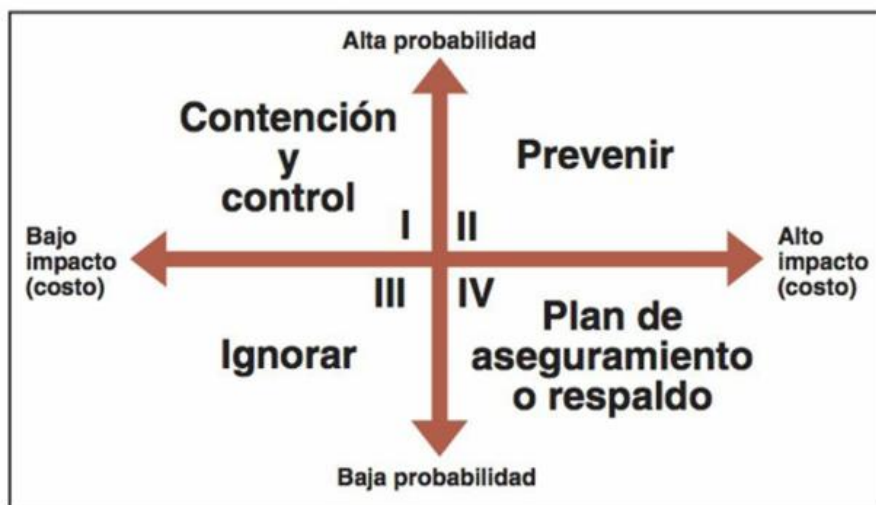 Alta probabilidad
Contención
y
control
Prevenir
I
II
Bajo
impacto
(costo)
Alto
impacto
(costo)
III
IV
Ignorar
Plan de
aseguramiento
o respaldo
Baja probabilidad